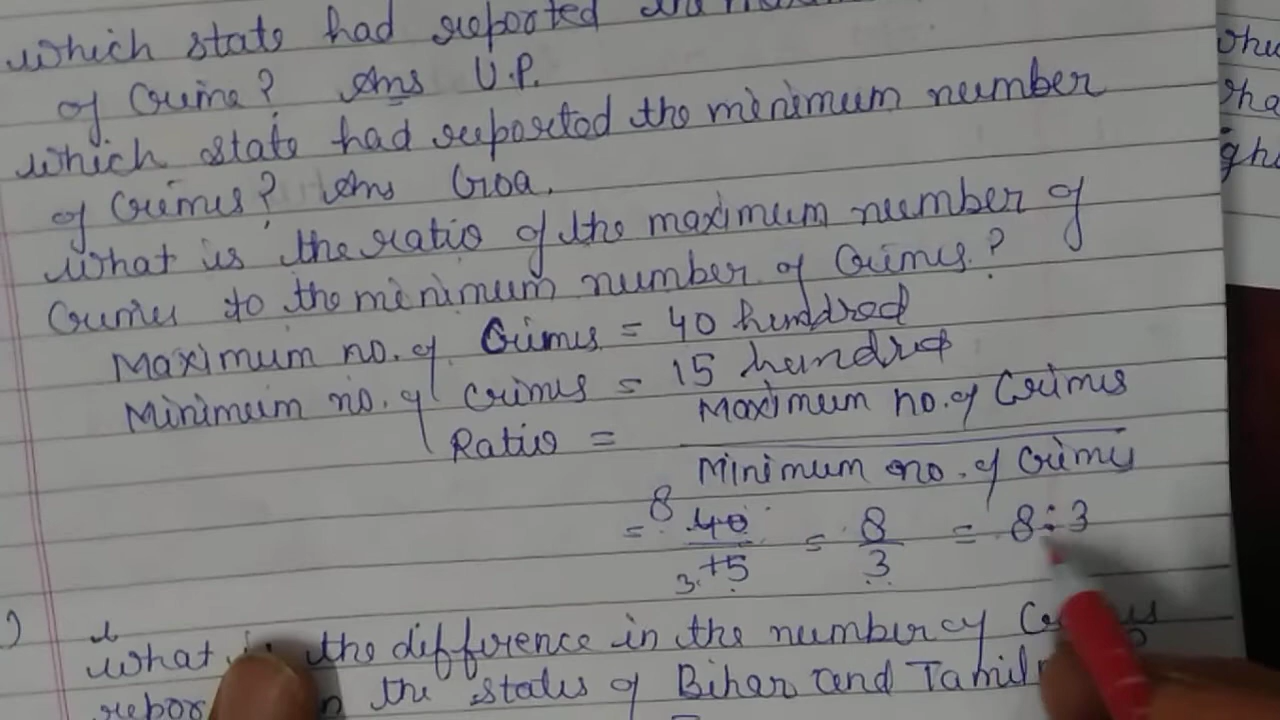 which state had reported
of Crime? Ans U.P.
which state had reported the minimum number
of Crimes? Ans Goa.
What is the ratio of the maximum number of
Crimes to the minimum number of Crimes?
Maximum no. of Crimes = 40 hundred
Minimum no. of crimes = 15 hundred
Ratio = Maximum no. of Crimes
Minimum no. of Crimes
= 8 40 = 8 = 8:3
3 15 3
What is the difference in the number of
the states of Bihar and Tamil